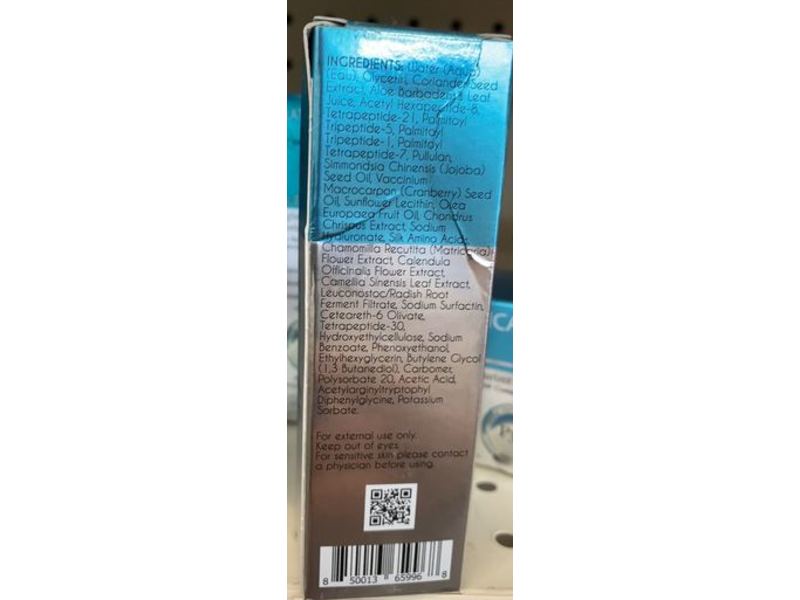 INGREDIENTS: Water (Aqua)
(Eau), Glycerin, Coriander Seed
Extract, Aloe Barbadensis Leaf
Juice, Acetyl Hexapeptide-8,
Tetrapeptide-21, Palmitoyl
Tripeptide-5, Palmitoyl
Tripeptide-1, Palmitoyl
Tetrapeptide-7, Pullulan,
Simmondsia Chinensis (Jojoba)
Seed Oil, Vaccinium
Macrocarpon (Cranberry) Seed
Oil, Sunflower Lecithin, Olea
Europaea Fruit Oil, Chondrus
Chrispus Extract, Sodium
Hyaluronate, Silk Amino Acids,
Chamomilla Recutita (Matricaria)
Flower Extract, Calendula
Officinalis Flower Extract,
Camellia Sinensis Leaf Extract,
Leuconostoc/Radish Root
Ferment Filtrate, Sodium Surfactin,
Ceteareth-6 Olivate,
Tetrapeptide-30,
Hydroxyethylcellulose, Sodium
Benzoate, Phenoxyethanol,
Ethylhexyglycerin, Butylene Glycol
(1,3 Butanediol), Carbomer,
Polysorbate 20, Acetic Acid,
Acetylarginyltryptophyl
Diphenylglycine, Potassium
Sorbate.
For external use only.
Keep out of eyes.
For sensitive skin please contact
a physician before using.
8 50013 65996 8